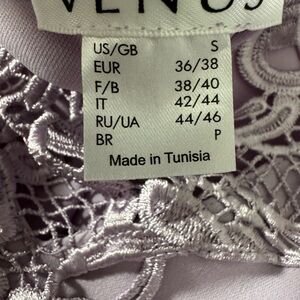 VENUS
US/GB S
EUR 36/38
F/B 38/40
IT 42/44
RU/UA 44/46
BR P
Made in Tunisia